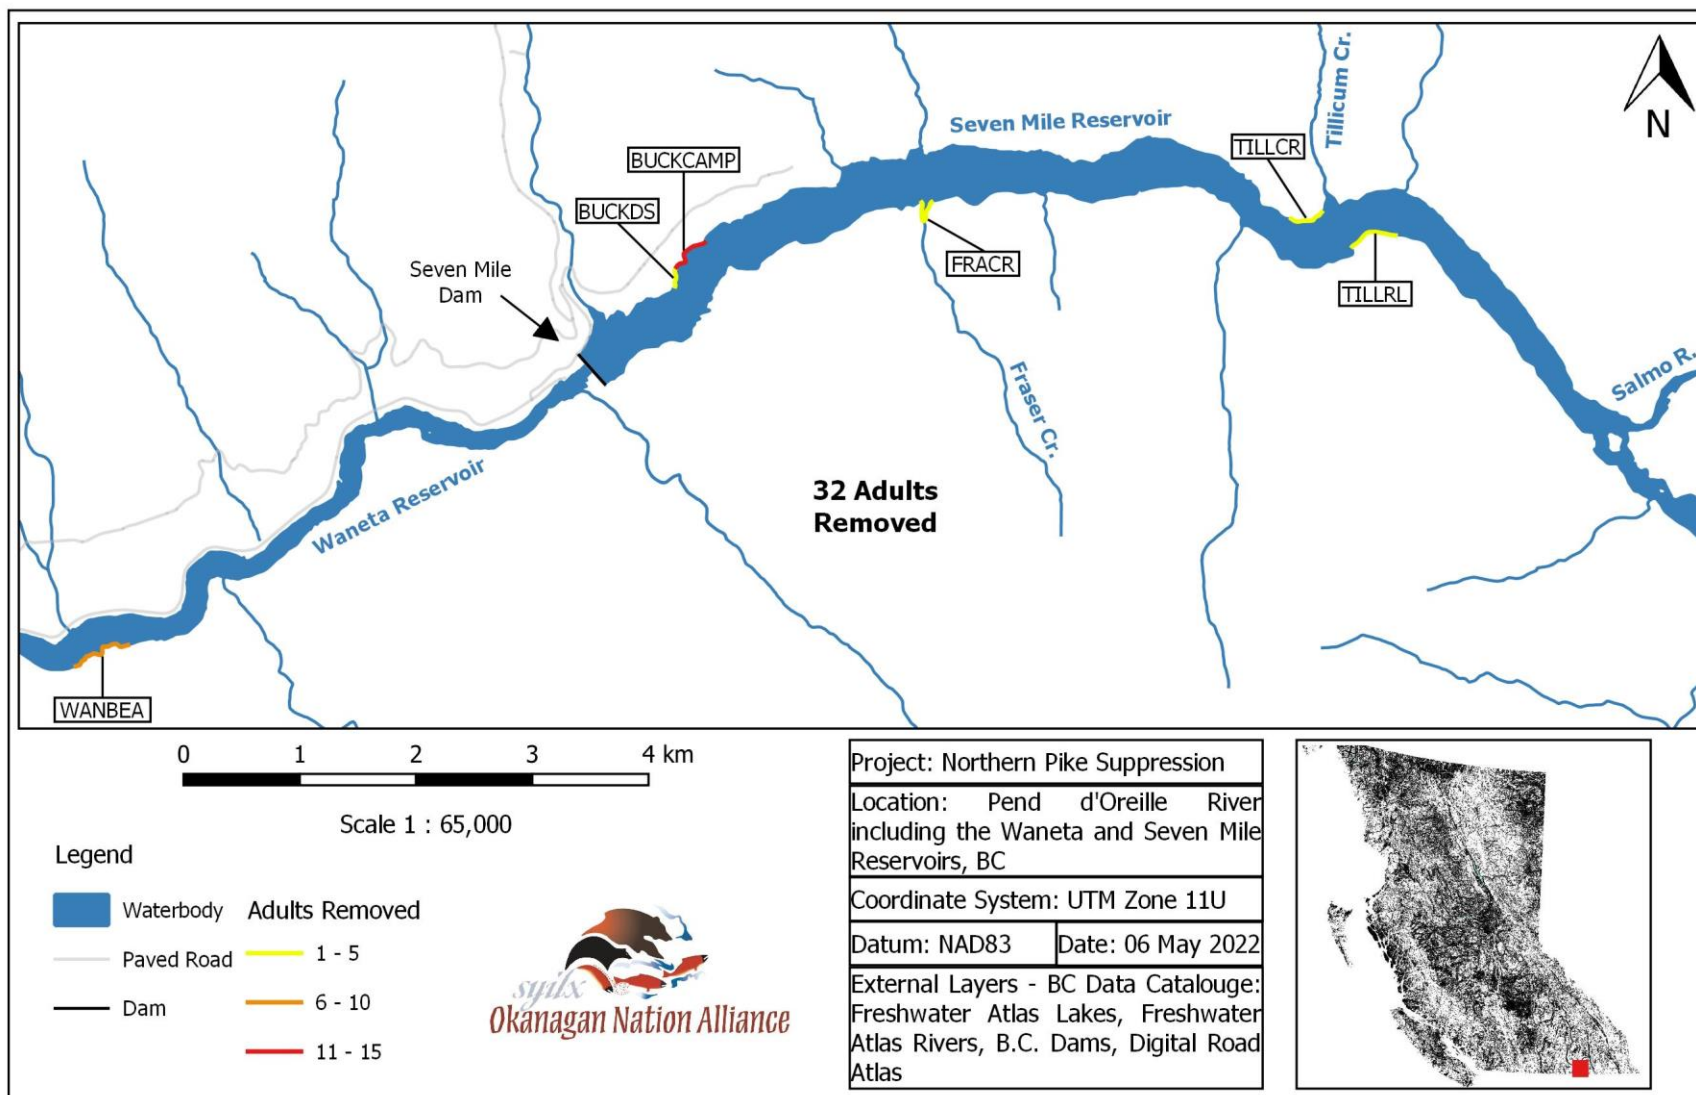 Tillicum Cr.
Seven Mile Reservoir
N
TILLCR
BUCKCAMP
BUCKDS
FRACR
TILLRL
Seven Mile
Dam
Fraser Cr.
Salmo R.
32 Adults
Removed
Waneta Reservoir
WANBEA
0 1 2 3 4 km
Scale 1 : 65,000
Legend
Waterbody
Paved Road
Dam
Adults Removed
1 - 5
6 - 10
11 - 15
syilx
Okanagan Nation Alliance
Project: Northern Pike Suppression
Location: Pend d'Oreille River
including the Waneta and Seven Mile
Reservoirs, BC
Coordinate System: UTM Zone 11U
Datum: NAD83
Date: 06 May 2022
External Layers - BC Data Catalouge:
Freshwater Atlas Lakes, Freshwater
Atlas Rivers, B.C. Dams, Digital Road
Atlas